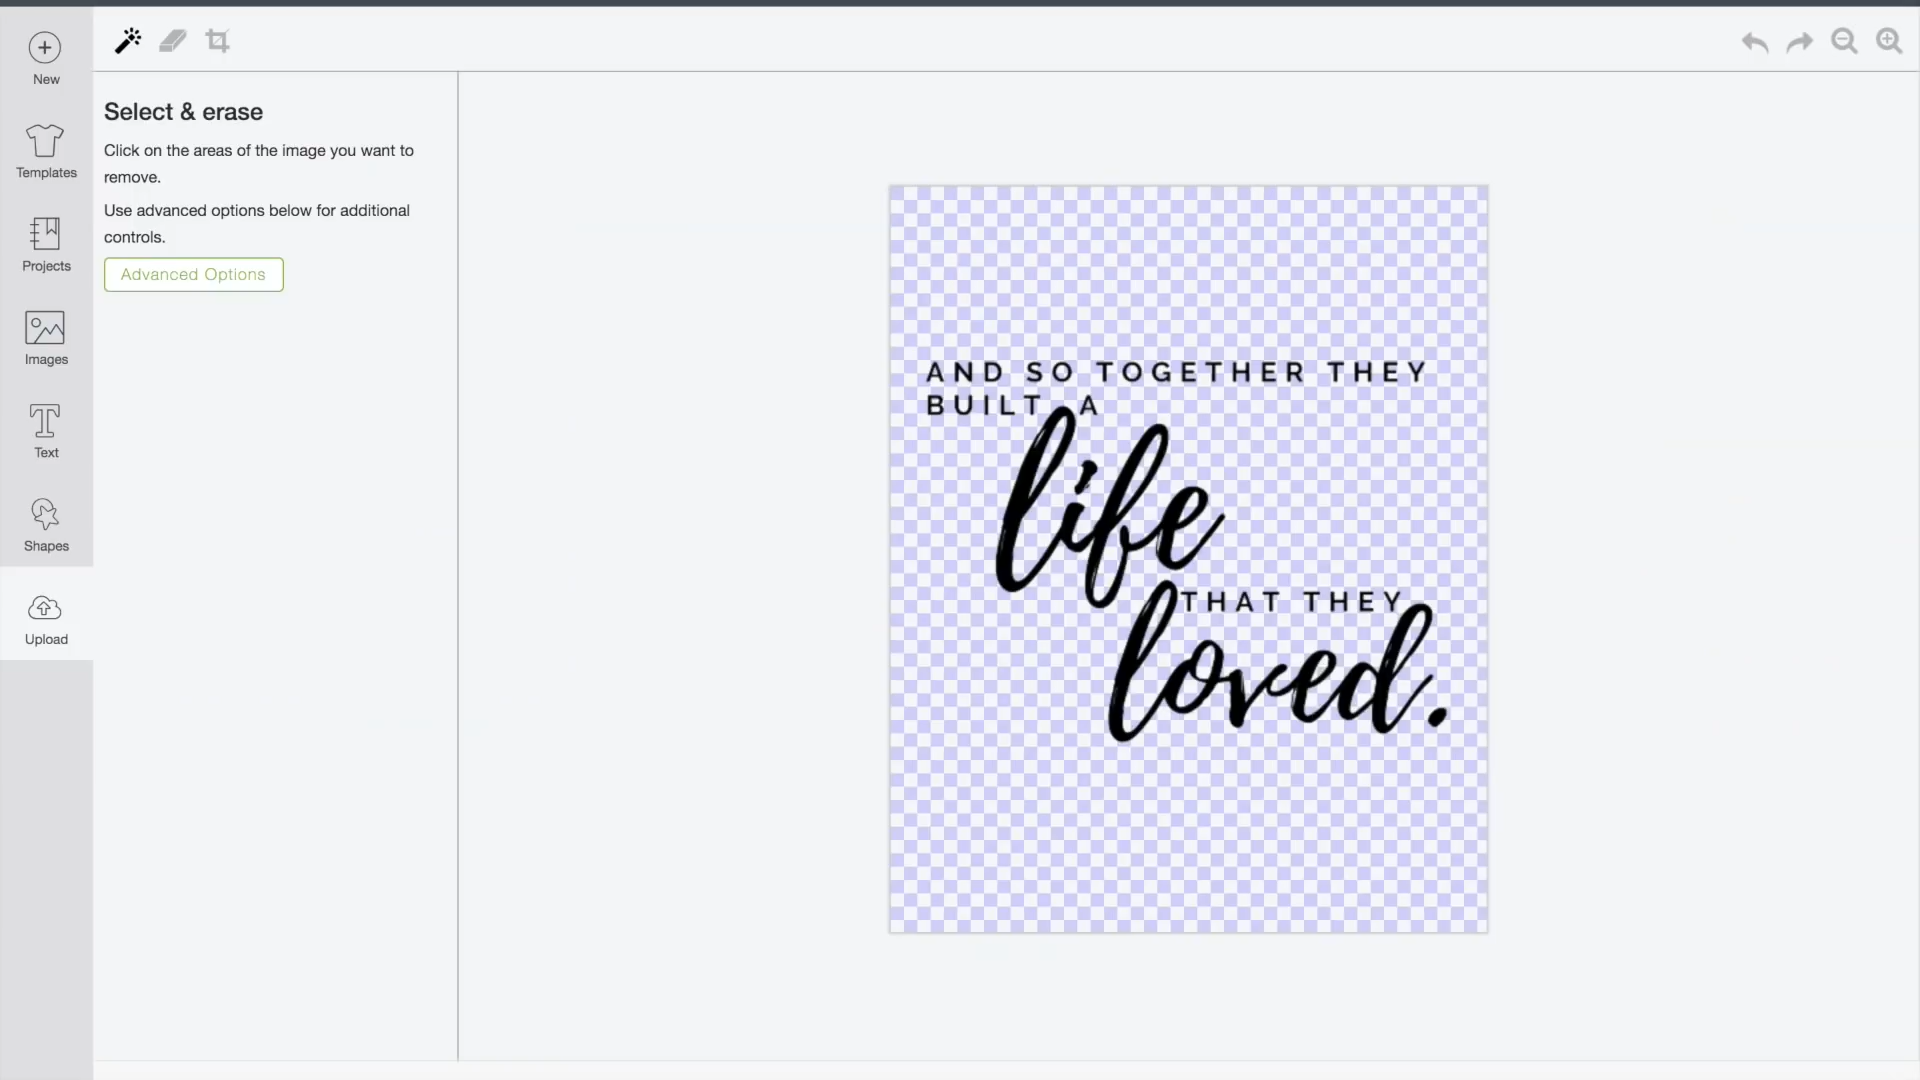 New
Templates
Projects
Images
Text
Shapes
Upload
Select & erase
Click on the areas of the image you want to
remove.
Use advanced options below for additional
controls.
Advanced Options
AND SO TOGETHER THEY
BUILT A
life
THAT THEY
loved.